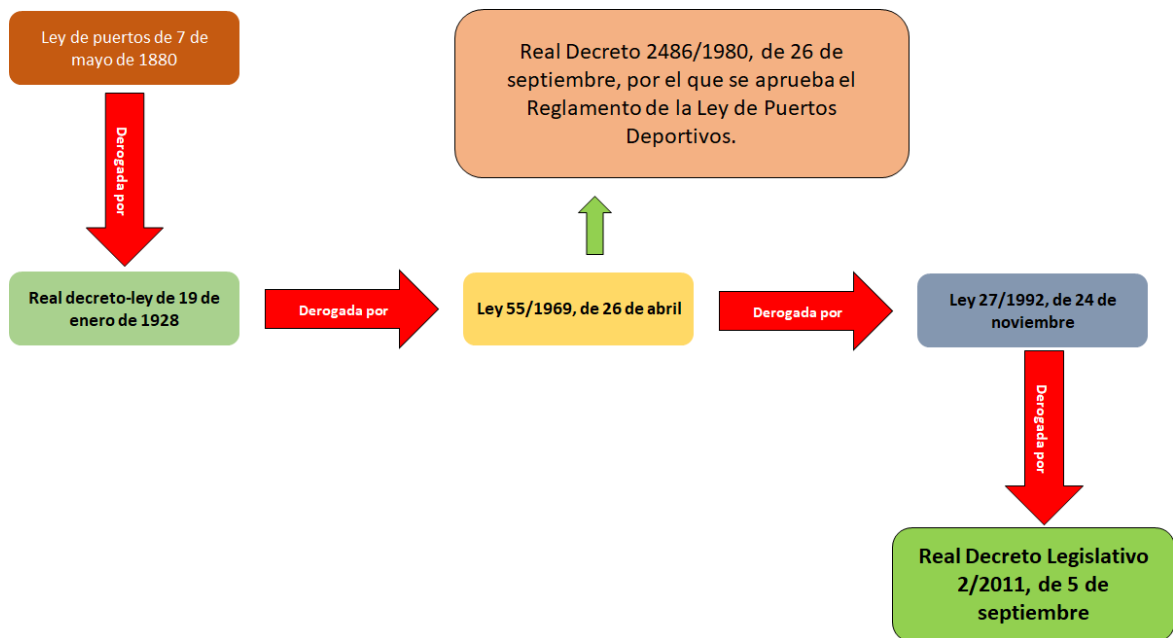 Ley de puertos de 7 de
mayo de 1880
Real Decreto 2486/1980, de 26 de
septiembre, por el que se aprueba el
Reglamento de la Ley de Puertos
Deportivos.
Derogada por
Real decreto-ley de 19 de
enero de 1928
Derogada por
Ley 55/1969, de 26 de abril
Derogada por
Ley 27/1992, de 24 de
noviembre
Derogada por
Real Decreto Legislativo
2/2011, de 5 de
septiembre